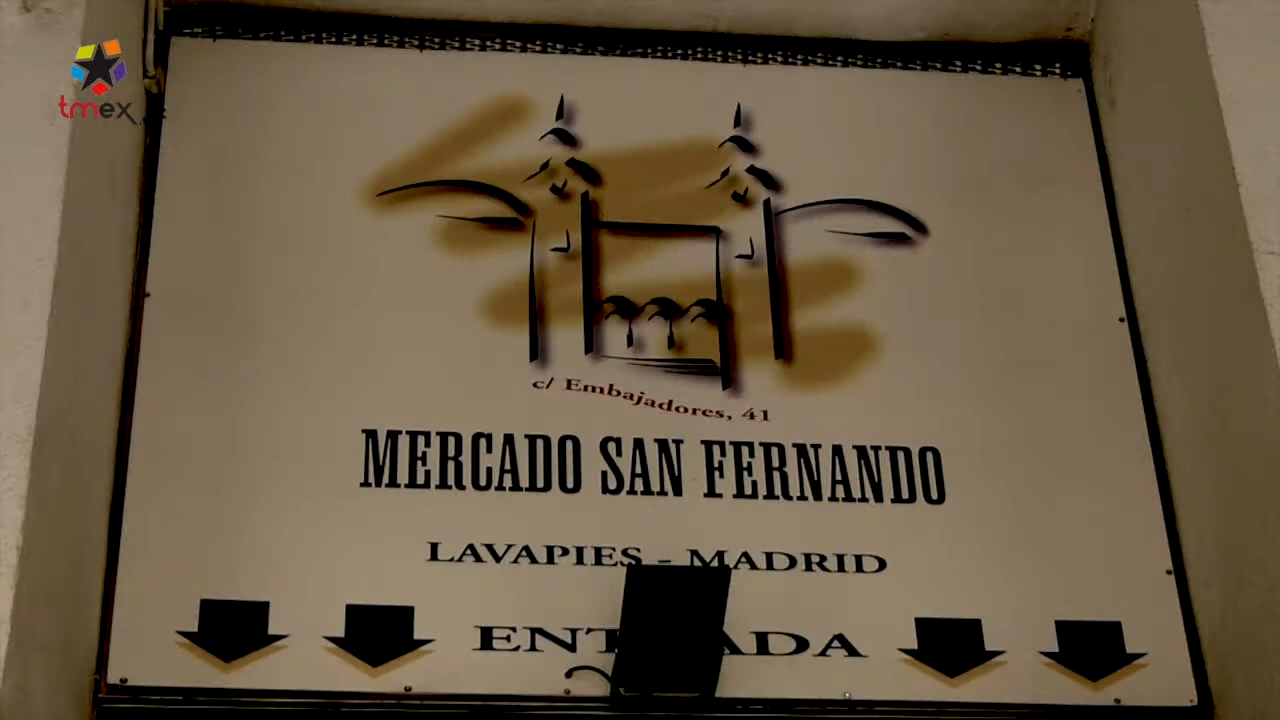 tmex
c/ Embajadores, 41
MERCADO SAN FERNANDO
LAVAPIES - MADRID